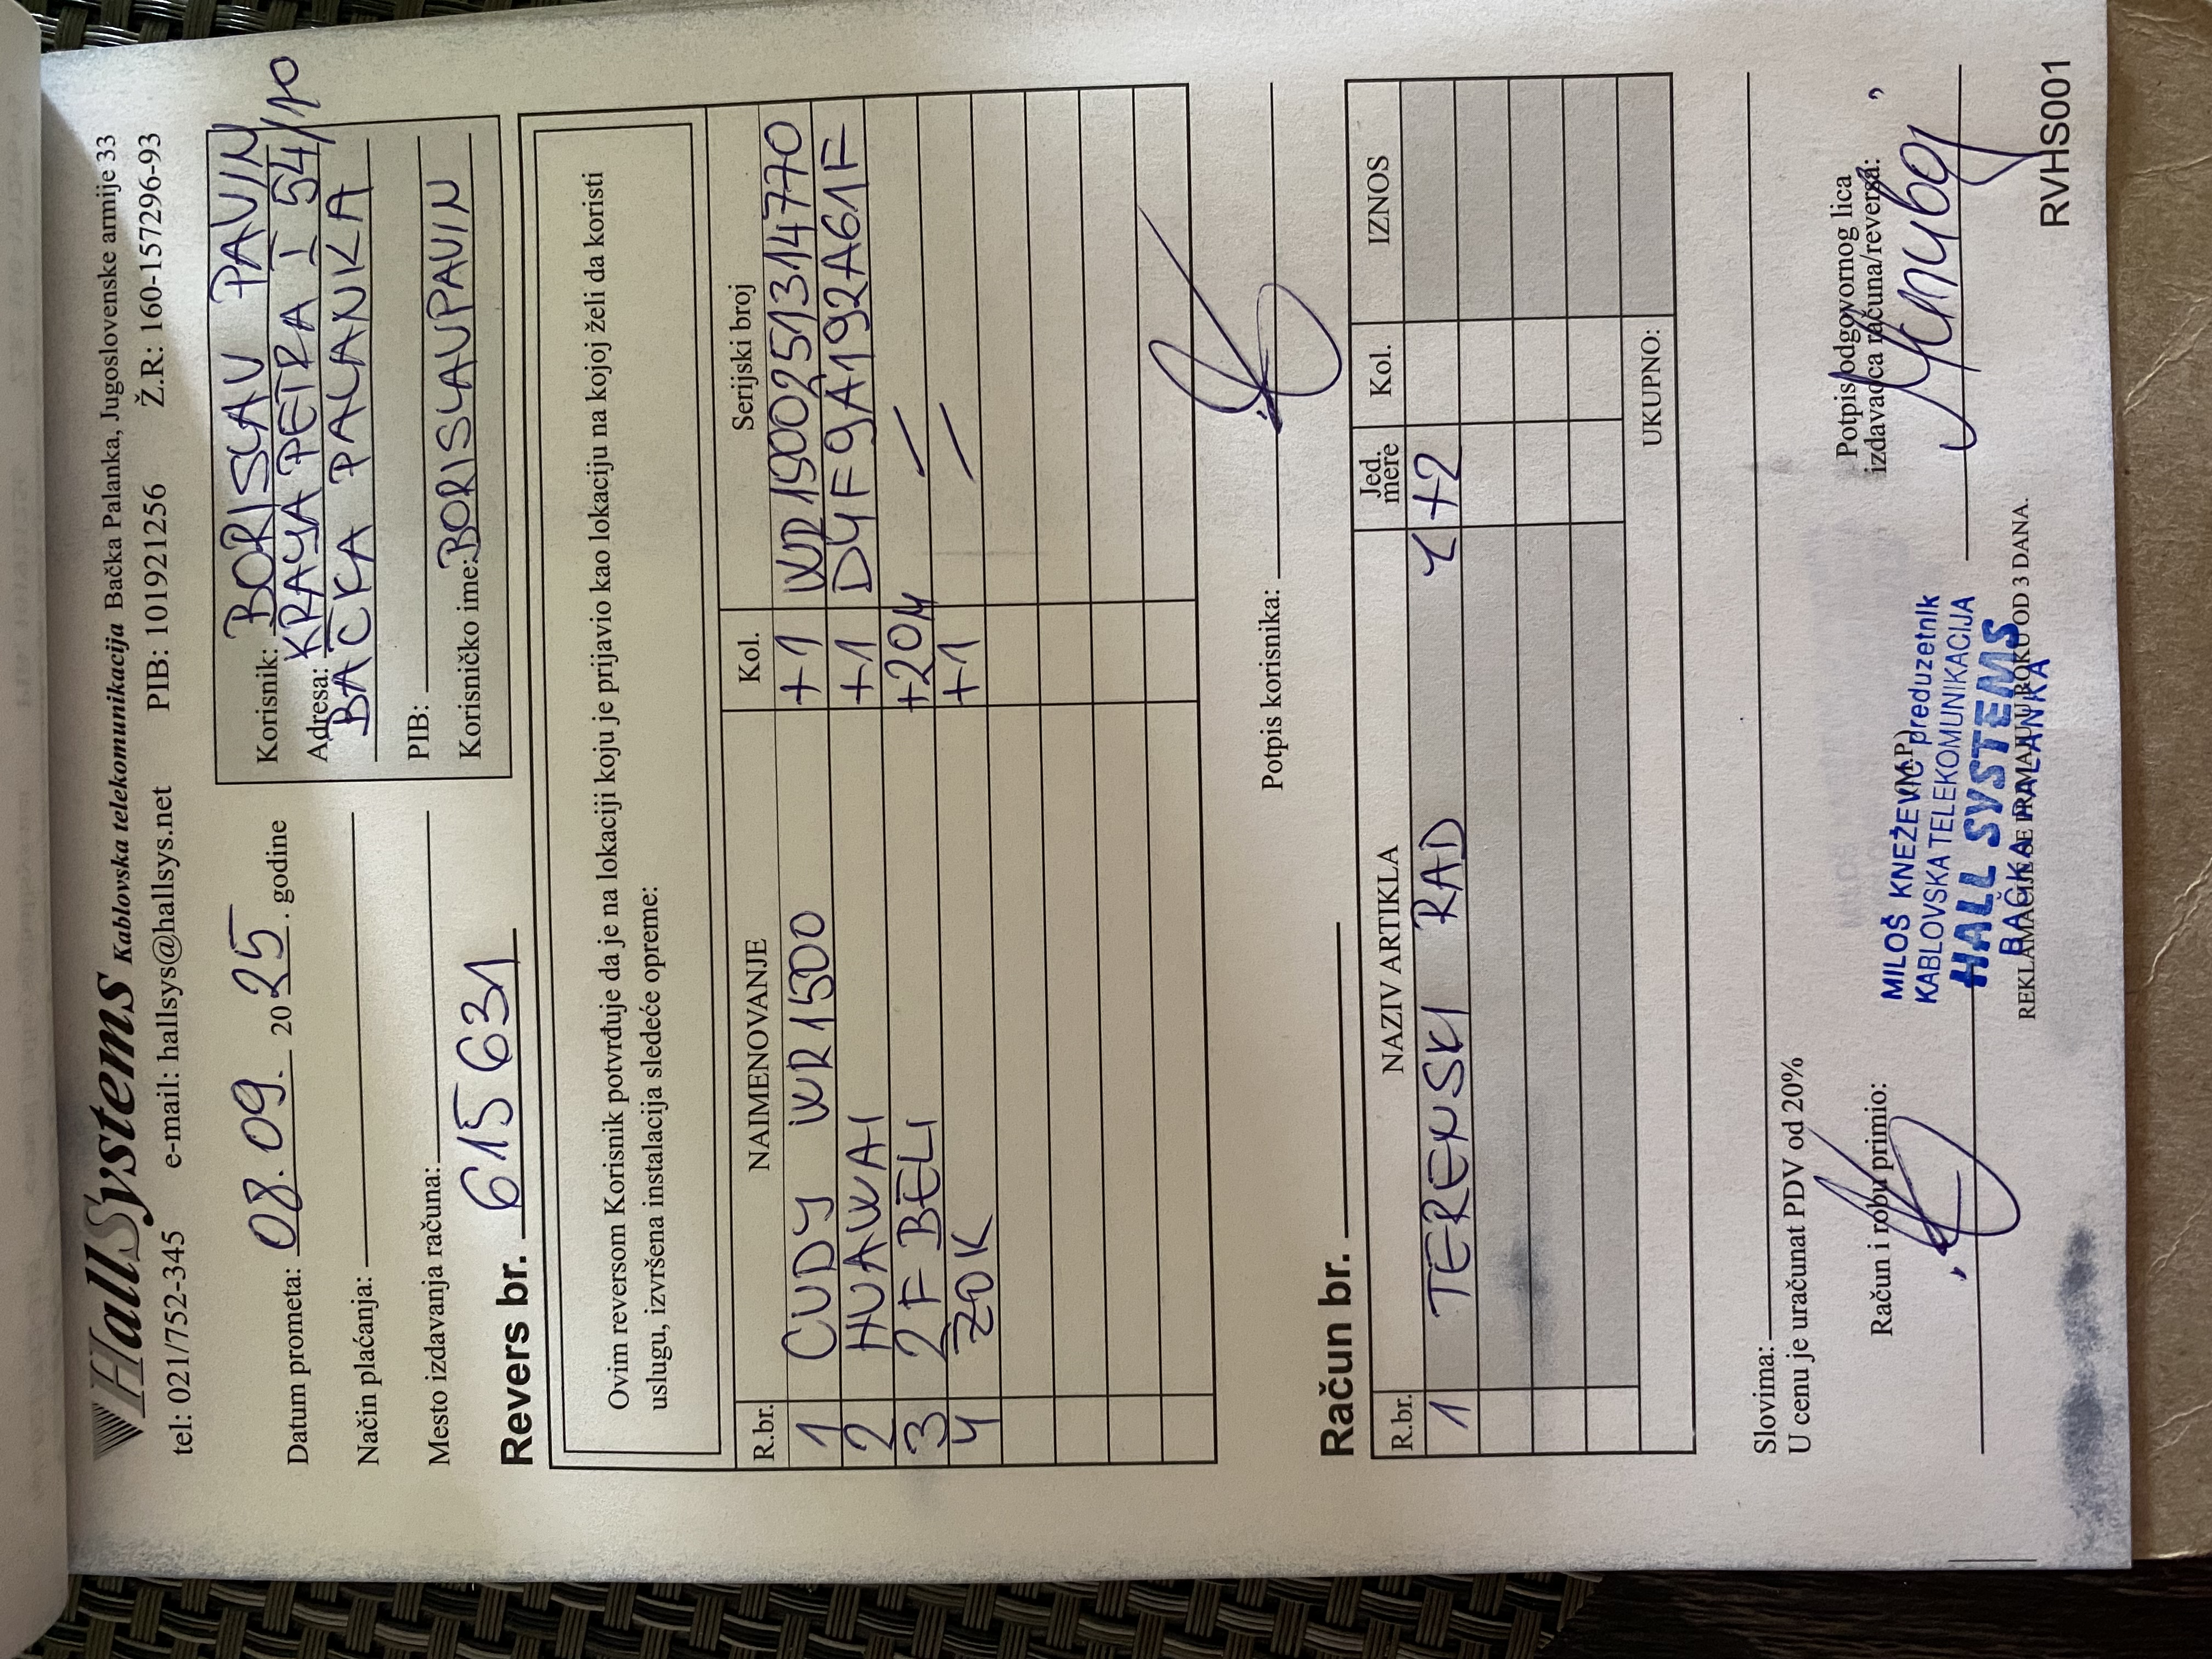 HallSystems Kablovska telekomunikacija Bačka Palanka, Jugoslovenske armije 33
tel: 021/752-345 e-mail: hallsys@hallsys.net PIB: 101921256 Ž.R: 160-157296-93
Datum prometa: 08.09. 2025. godine
Način plaćanja:
Mesto izdavanja računa:
Korisnik: BORISLAV PAVIN
Adresa: KRALJA PETRA I 54/10
BAČKA PALANKA
PIB:
Korisničko ime: BORISLAVPAVIN
Revers br. 615631
Ovim reversom Korisnik potvrđuje da je na lokaciji koju je prijavio kao lokaciju na kojoj želi da koristi
uslugu, izvršena instalacija sledeće opreme:
R.br. NAIMENOVANJE Kol. Serijski broj
1 CUDY WR1500 +1 WR1500251314770
2 HUAWAI +1 D4F9A192A61F
3 2F BELI +20M /
4 ZOK +1 /
Potpis korisnika:
Račun br.
R.br. NAZIV ARTIKLA Jed. mere Kol. IZNOS
1 TERENSKI RAD +2
UKUPNO:
Slovima:
U cenu je uračunat PDV od 20%
Račun i robu primio:
M.P.
Potpis odgovornog lica
izdavaoca računa/reversa:
MILOŠ KNEŽEVIĆ preduzetnik
KABLOVSKA TELEKOMUNIKACIJA
HALL SYSTEMS
BAČKA PALANKA
REKLAMACIJE SE PRIMAJU U ROKU OD 3 DANA.
RVHS001